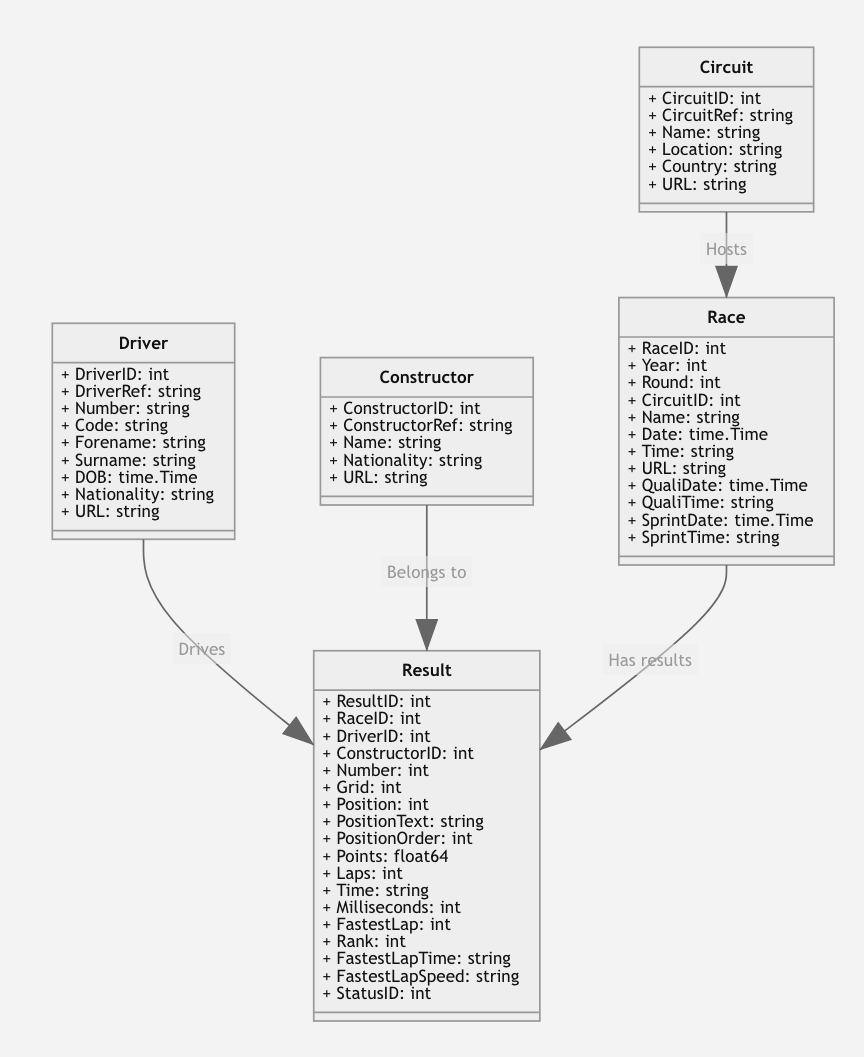 Circuit
+ CircuitID: int
+ CircuitRef: string
+ Name: string
+ Location: string
+ Country: string
+ URL: string
Hosts
Race
+ RaceID: int
+ Year: int
+ Round: int
+ CircuitID: int
+ Name: string
+ Date: time.Time
+ Time: string
+ URL: string
+ QualiDate: time.Time
+ QualiTime: string
+ SprintDate: time.Time
+ SprintTime: string
Driver
+ DriverID: int
+ DriverRef: string
+ Number: string
+ Code: string
+ Forename: string
+ Surname: string
+ DOB: time.Time
+ Nationality: string
+ URL: string
Constructor
+ ConstructorID: int
+ ConstructorRef: string
+ Name: string
+ Nationality: string
+ URL: string
Drives
Belongs to
Has results
Result
+ ResultID: int
+ RaceID: int
+ DriverID: int
+ ConstructorID: int
+ Number: int
+ Grid: int
+ Position: int
+ PositionText: string
+ PositionOrder: int
+ Points: float64
+ Laps: int
+ Time: string
+ Milliseconds: int
+ FastestLap: int
+ Rank: int
+ FastestLapTime: string
+ FastestLapSpeed: string
+ StatusID: int